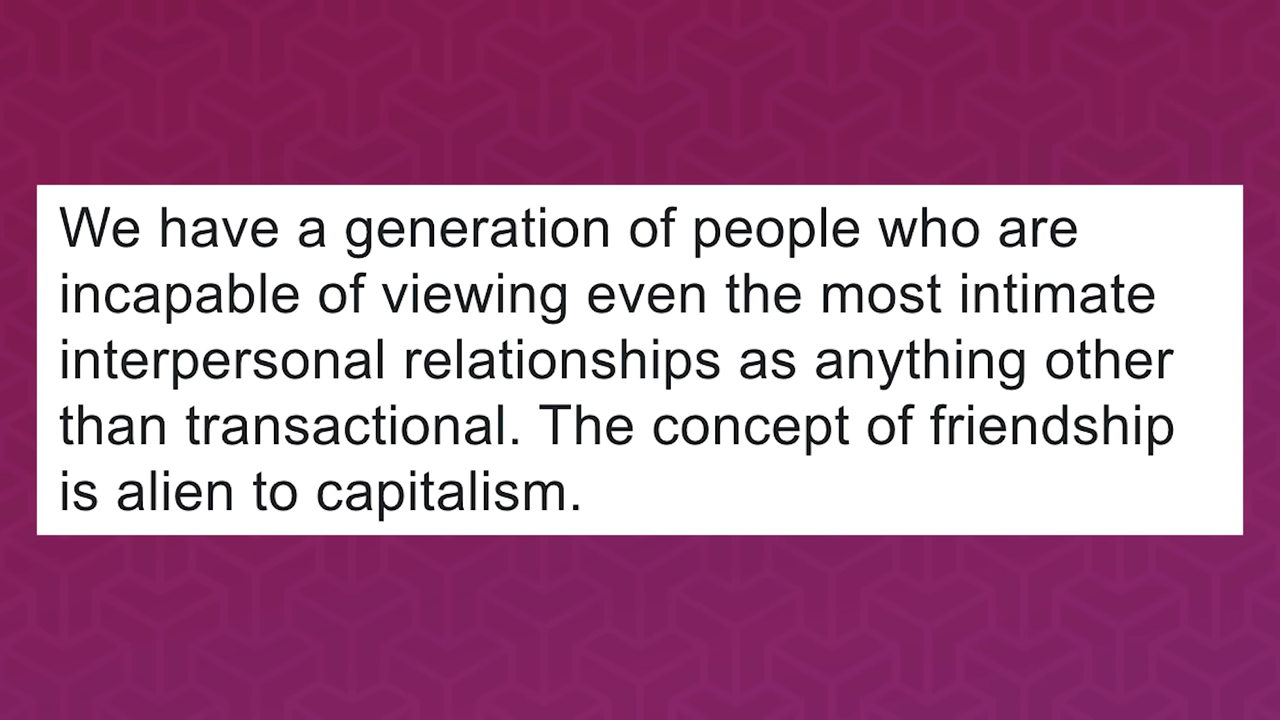 We have a generation of people who are
incapable of viewing even the most intimate
interpersonal relationships as anything other
than transactional. The concept of friendship
is alien to capitalism.